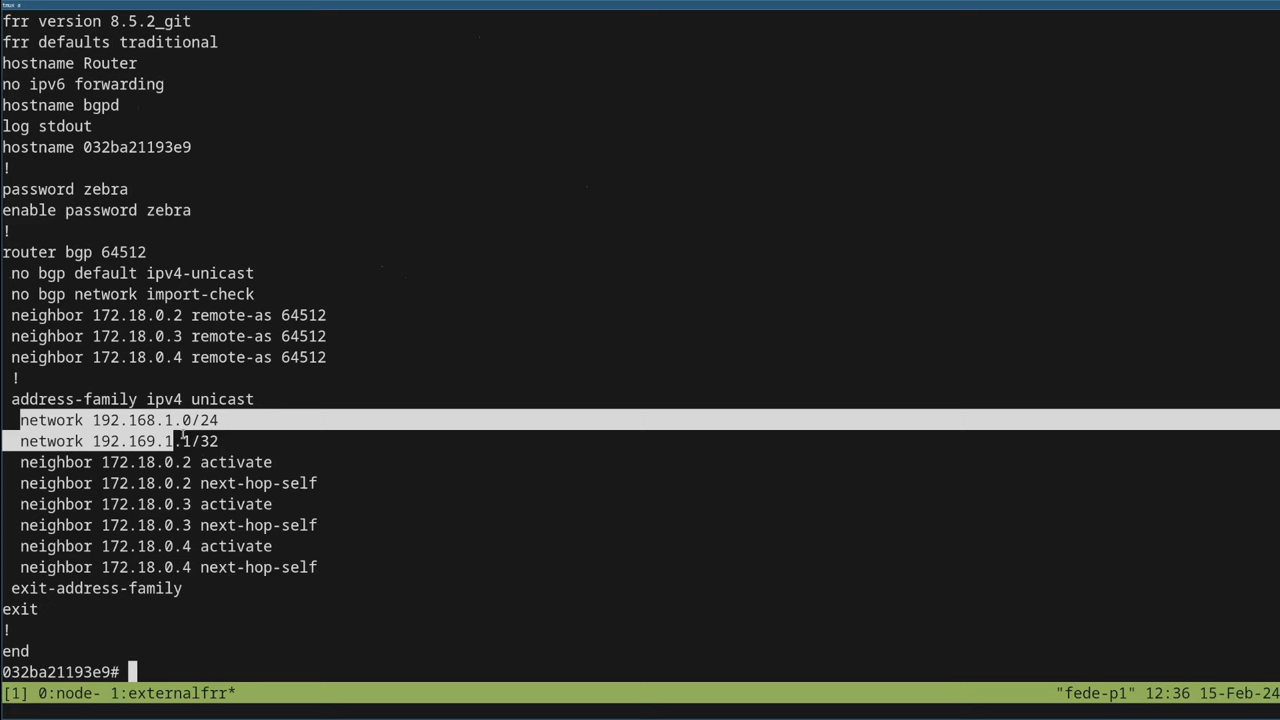 tmux a
frr version 8.5.2_git
frr defaults traditional
hostname Router
no ipv6 forwarding
hostname bgpd
log stdout
hostname 032ba21193e9
!
password zebra
enable password zebra
!
router bgp 64512
no bgp default ipv4-unicast
no bgp network import-check
neighbor 172.18.0.2 remote-as 64512
neighbor 172.18.0.3 remote-as 64512
neighbor 172.18.0.4 remote-as 64512
!
address-family ipv4 unicast
network 192.168.1.0/24
network 192.169.1.1/32
neighbor 172.18.0.2 activate
neighbor 172.18.0.2 next-hop-self
neighbor 172.18.0.3 activate
neighbor 172.18.0.3 next-hop-self
neighbor 172.18.0.4 activate
neighbor 172.18.0.4 next-hop-self
exit-address-family
exit
!
end
032ba21193e9#
[1] 0:node- 1:externalfrr* "fede-p1" 12:36 15-Feb-24